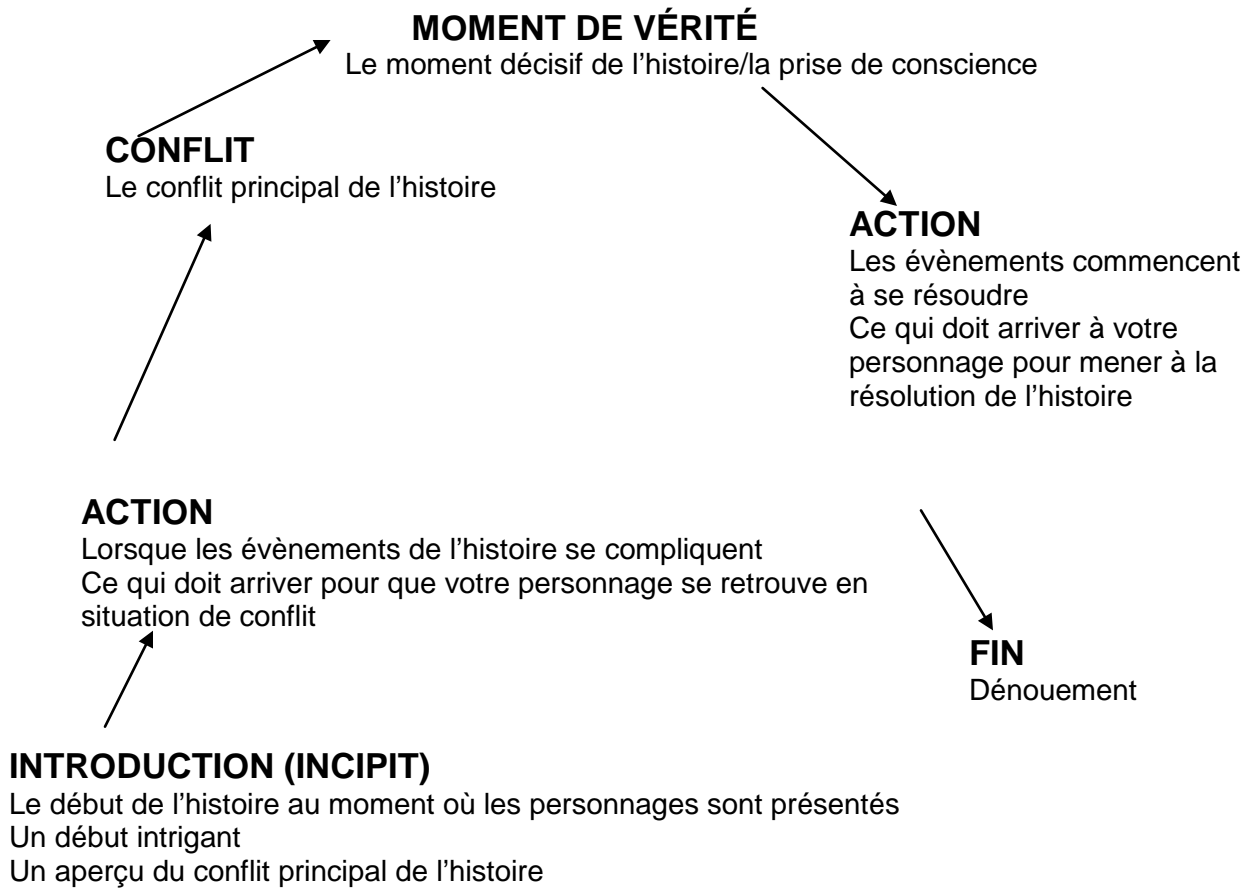 MOMENT DE VÉRITÉ
Le moment décisif de l’histoire/la prise de conscience
CONFLIT
Le conflit principal de l’histoire
ACTION
Les évènements commencent
à se résoudre
Ce qui doit arriver à votre
personnage pour mener à la
résolution de l’histoire
ACTION
Lorsque les évènements de l’histoire se compliquent
Ce qui doit arriver pour que votre personnage se retrouve en
situation de conflit
FIN
Dénouement
INTRODUCTION (INCIPIT)
Le début de l’histoire au moment où les personnages sont présentés
Un début intrigant
Un aperçu du conflit principal de l’histoire